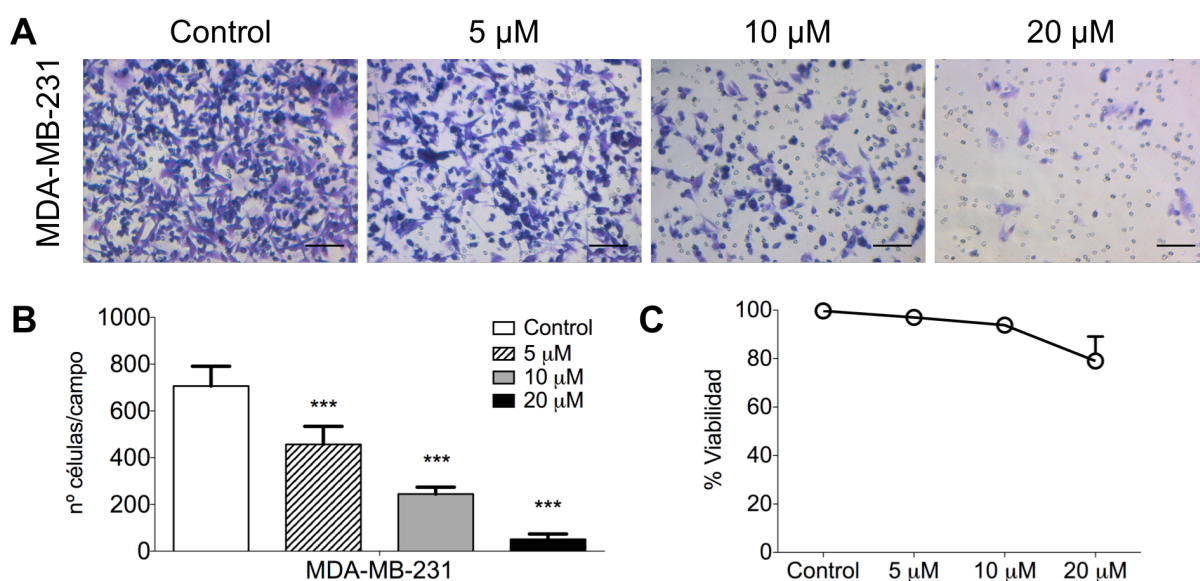 A
Control
5 µM
10 µM
20 µM
MDA-MB-231
B
nº células/campo
1000
800
600
400
200
0
Control
5 µM
10 µM
20 µM
***
***
***
MDA-MB-231
C
% Viabilidad
100
80
60
40
20
0
Control
5 µM
10 µM
20 µM